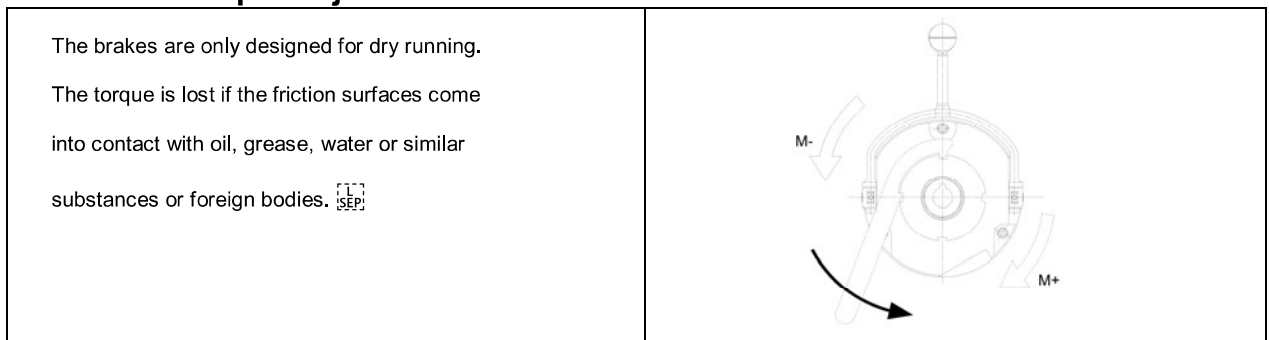 The brakes are only designed for dry running.
The torque is lost if the friction surfaces come
into contact with oil, grease, water or similar
substances or foreign bodies. L SEP
M-
M+